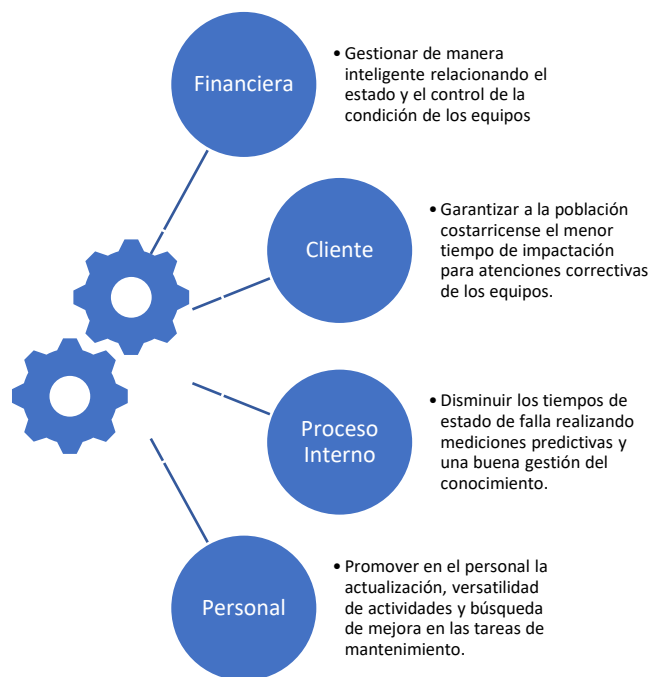 Financiera
• Gestionar de manera
inteligente relacionando el
estado y el control de la
condición de los equipos
Cliente
• Garantizar a la población
costarricense el menor
tiempo de impactación
para atenciones correctivas
de los equipos.
Proceso
Interno
• Disminuir los tiempos de
estado de falla realizando
mediciones predictivas y
una buena gestión del
conocimiento.
Personal
• Promover en el personal la
actualización, versatilidad
de actividades y búsqueda
de mejora en las tareas de
mantenimiento.